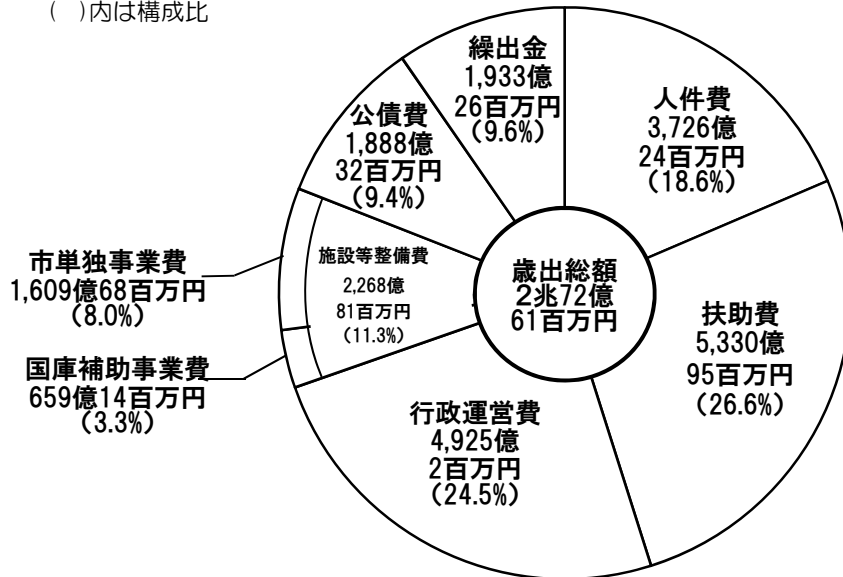 ( )内は構成比
繰出金
1,933億
26百万円
(9.6%)
人件費
3,726億
24百万円
(18.6%)
公債費
1,888億
32百万円
(9.4%)
市単独事業費
1,609億68百万円
(8.0%)
施設等整備費
2,268億
81百万円
(11.3%)
歳出総額
2兆72億
61百万円
扶助費
5,330億
95百万円
(26.6%)
国庫補助事業費
659億14百万円
(3.3%)
行政運営費
4,925億
2百万円
(24.5%)